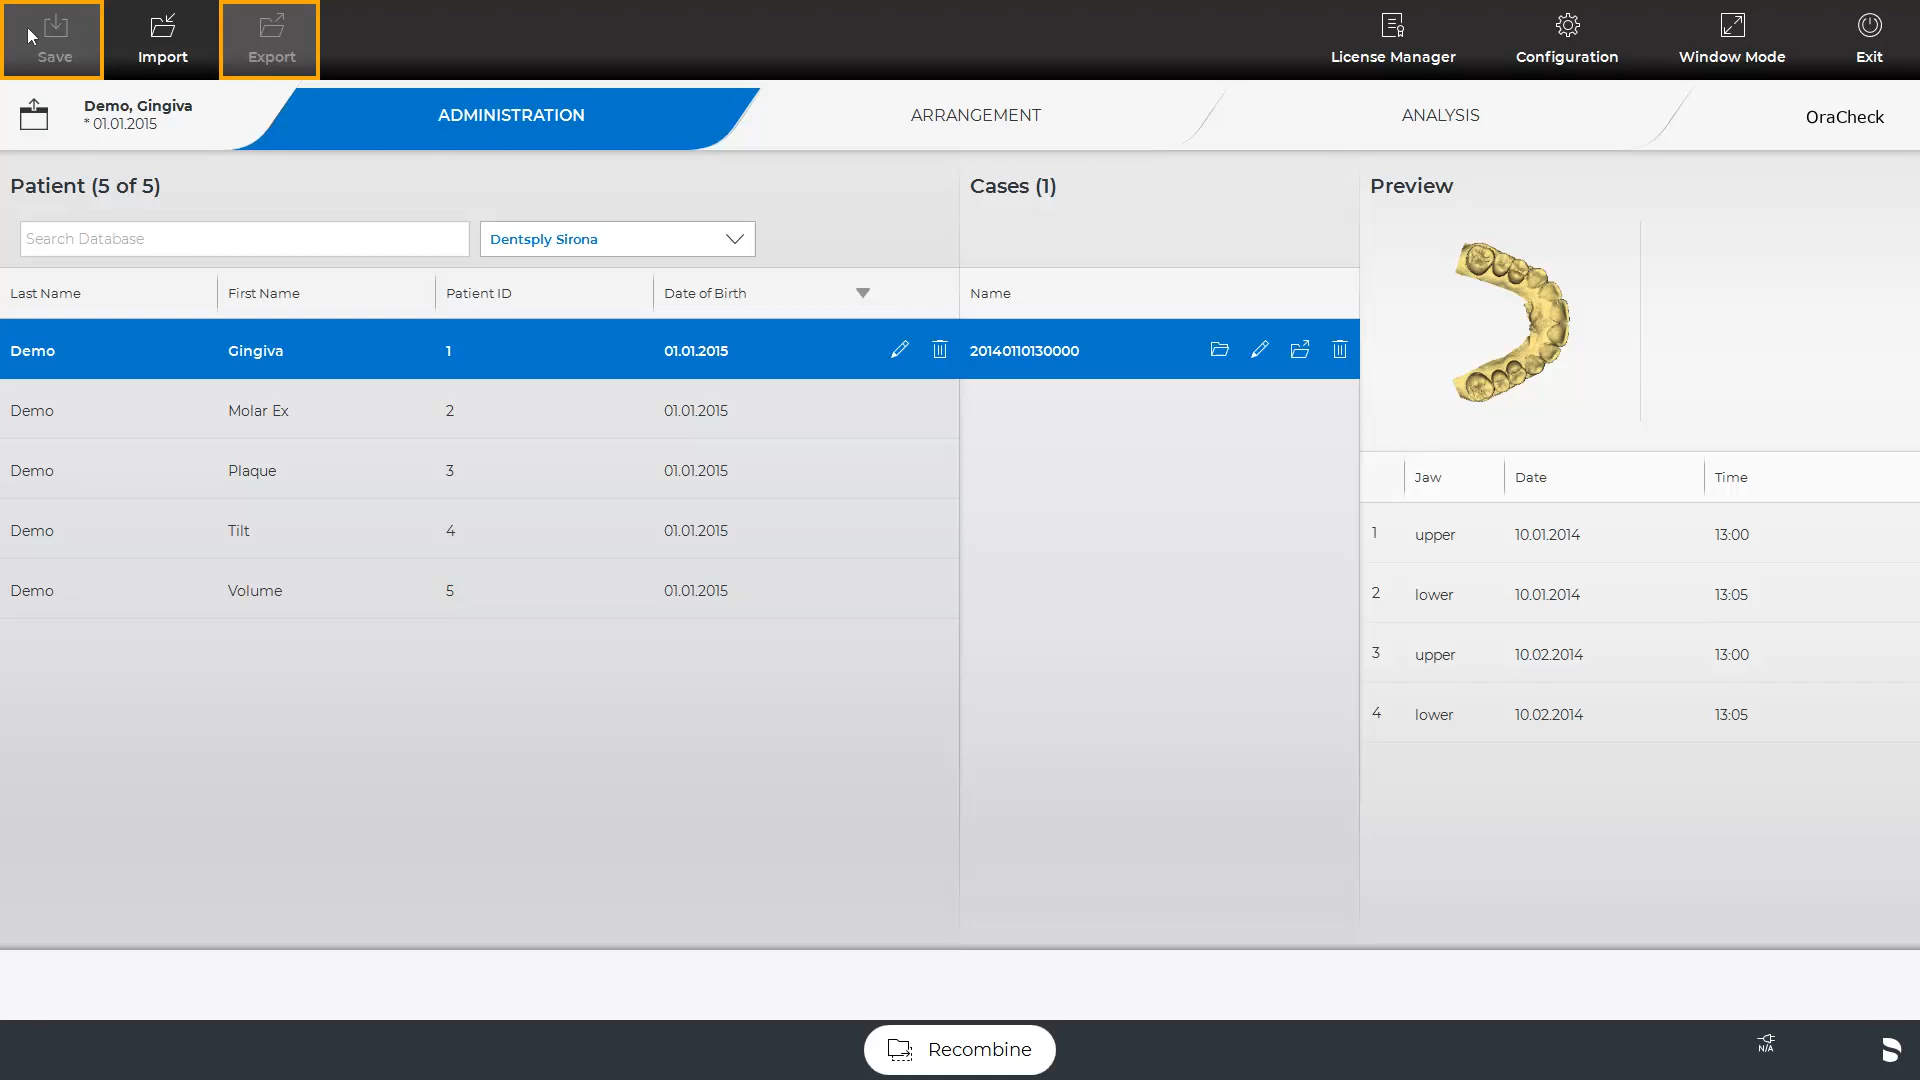 Save
Import
Export
License Manager
Configuration
Window Mode
Exit
Demo, Gingiva
* 01.01.2015
ADMINISTRATION
ARRANGEMENT
ANALYSIS
OraCheck
Patient (5 of 5)
Cases (1)
Preview
Search Database
Dentsply Sirona
Last Name First Name Patient ID Date of Birth
Name
Demo Gingiva 1 01.01.2015
20140110130000
Demo Molar Ex 2 01.01.2015
Demo Plaque 3 01.01.2015
Demo Tilt 4 01.01.2015
Demo Volume 5 01.01.2015
Jaw Date Time
1 upper 10.01.2014 13:00
2 lower 10.01.2014 13:05
3 upper 10.02.2014 13:00
4 lower 10.02.2014 13:05
Recombine
N/A